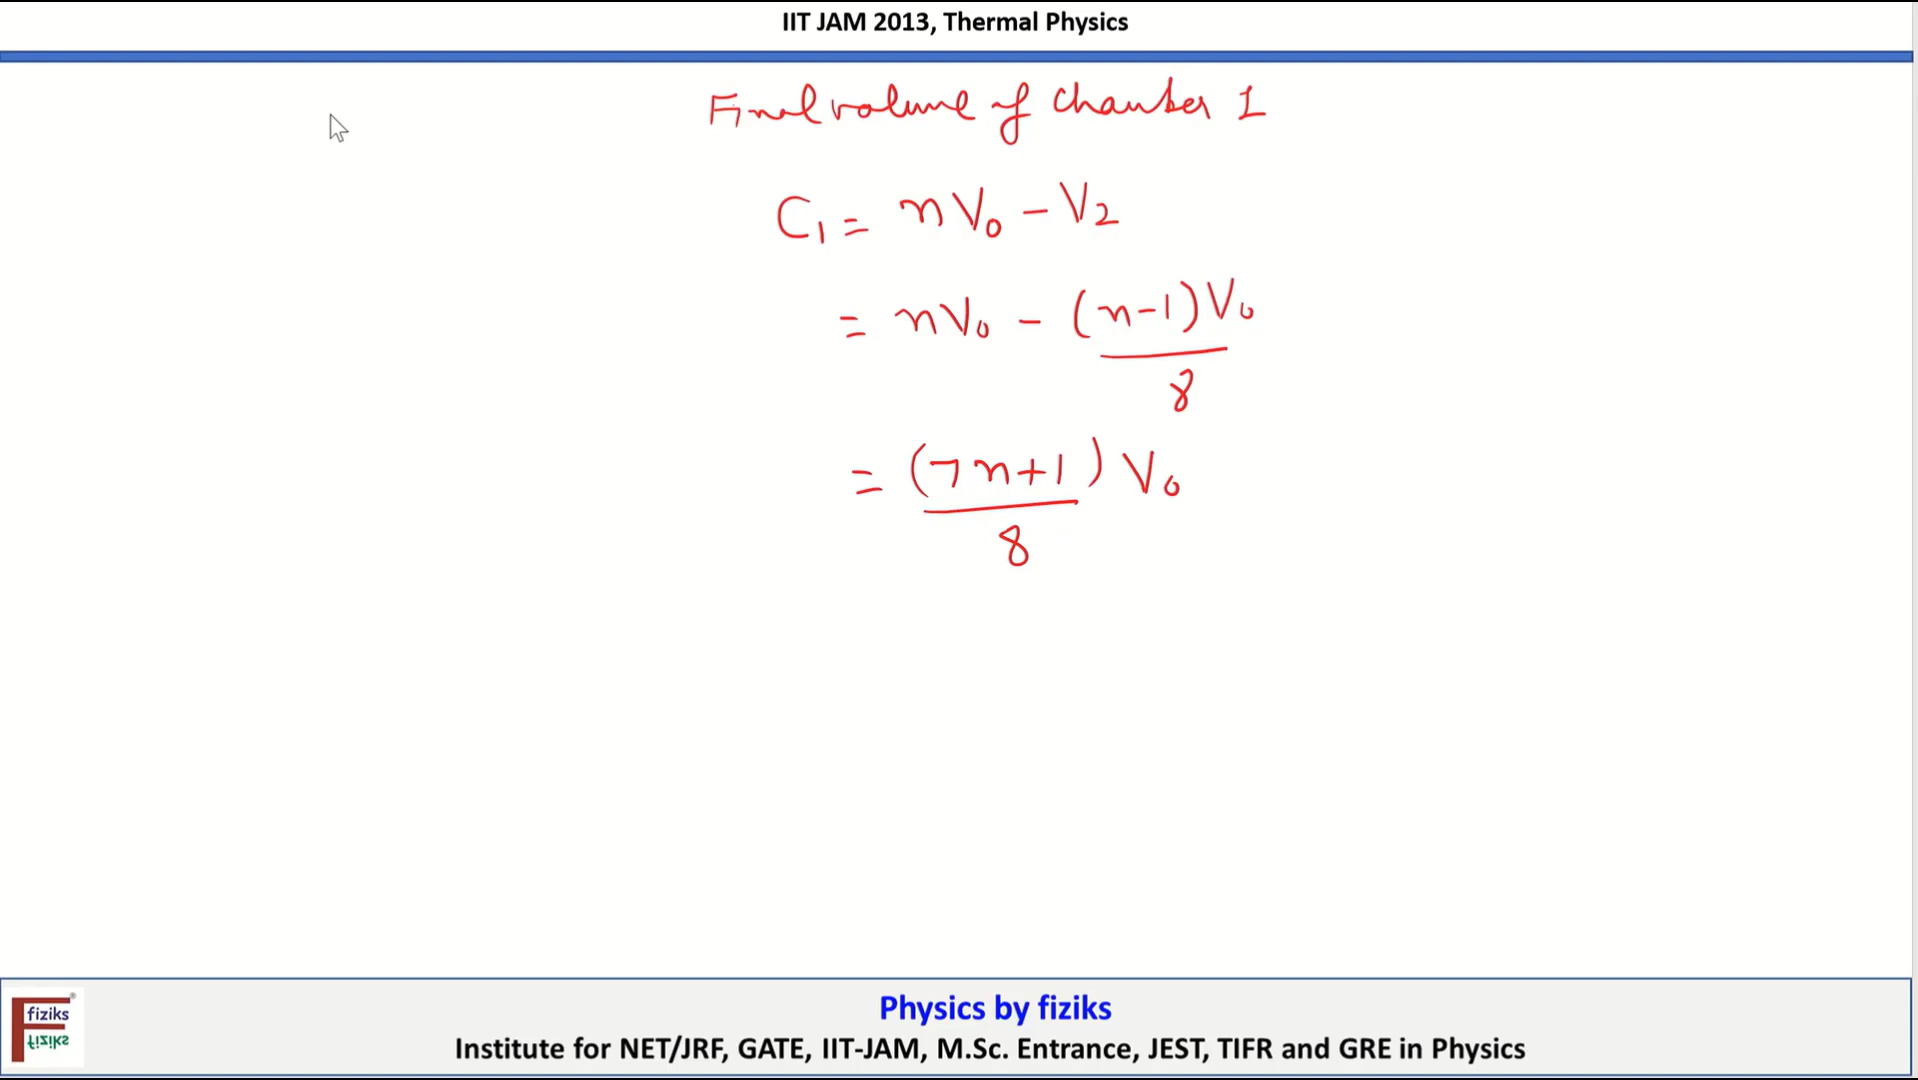 IIT JAM 2013, Thermal Physics
Final volume of chamber 1
C₁ = nV₀ - V₂
= nV₀ - (n-1)V₀
8
= (7n+1) V₀
8
fiziks®
fiziks
Physics by fiziks
Institute for NET/JRF, GATE, IIT-JAM, M.Sc. Entrance, JEST, TIFR and GRE in Physics